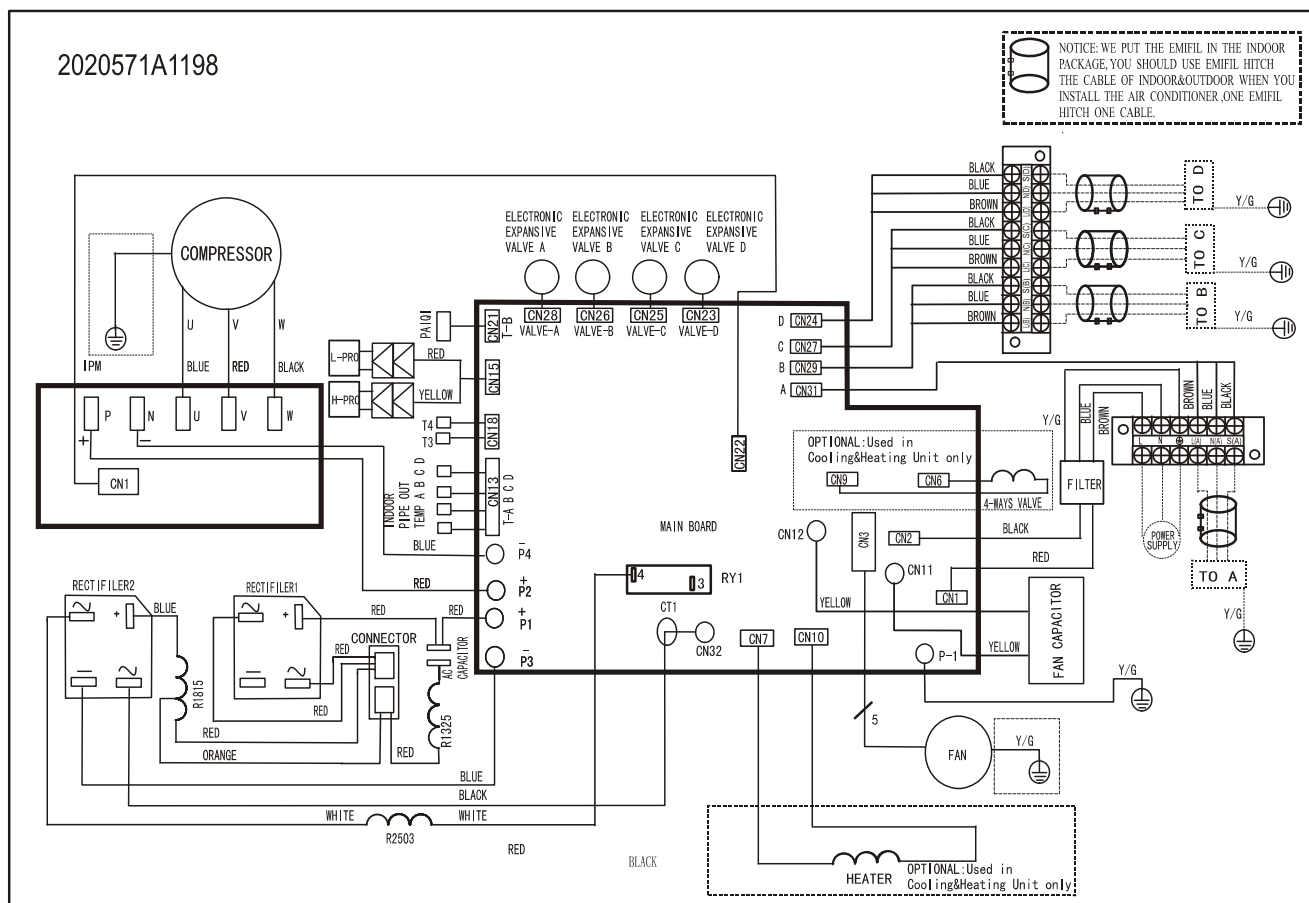 2020571A1198
NOTICE: WE PUT THE EMIFIL IN THE INDOOR
PACKAGE, YOU SHOULD USE EMIFIL HITCH
THE CABLE OF INDOOR&OUTDOOR WHEN YOU
INSTALL THE AIR CONDITIONER ,ONE EMIFIL
HITCH ONE CABLE.
COMPRESSOR
U
V
W
BLUE
RED
BLACK
IPM
P
N
U
V
W
+
−
CN1
ELECTRONIC
EXPANSIVE
VALVE A
ELECTRONIC
EXPANSIVE
VALVE B
ELECTRONIC
EXPANSIVE
VALVE C
ELECTRONIC
EXPANSIVE
VALVE D
CN28
VALVE-A
CN26
VALVE-B
CN25
VALVE-C
CN23
VALVE-D
PAIQI
CN21
T-B
L-PRO
RED
H-PRO
YELLOW
CN15
T4
T3
CN18
INDOOR
PIPE OUT
TEMP A B C D
CN13
T-A B C D
BLUE
−
P4
RED
+
P2
+
P1
−
P3
CN22
D
CN24
C
CN27
B
CN29
A
CN31
BLACK
BLUE
BROWN
BLACK
BLUE
BROWN
BLACK
BLUE
BROWN
S(D)
N(D)
L(D)
S(C)
N(C)
L(C)
S(B)
N(B)
L(B)
TO D
Y/G
TO C
Y/G
TO B
Y/G
Y/G
BLUE
BROWN
BROWN
BLUE
BLACK
L
N
L(A)
N(A)
S(A)
FILTER
POWER
SUPPLY
TO A
Y/G
OPTIONAL:Used in
Cooling&Heating Unit only
CN9
CN6
4-WAYS VALVE
MAIN BOARD
CN12
CN3
CN2
BLACK
CN11
RED
CN1
4
3
RY1
CT1
CN32
CN7
CN10
YELLOW
YELLOW
FAN CAPACITOR
P-1
Y/G
5
FAN
Y/G
RECTIFILER2
+
BLUE
R1815
RECTIFILER1
+
RED
RED
CONNECTOR
RED
RED
AC
CAPACITOR
R1325
RED
ORANGE
RED
BLUE
BLACK
WHITE
R2503
WHITE
RED
BLACK
HEATER
OPTIONAL:Used in
Cooling&Heating Unit only